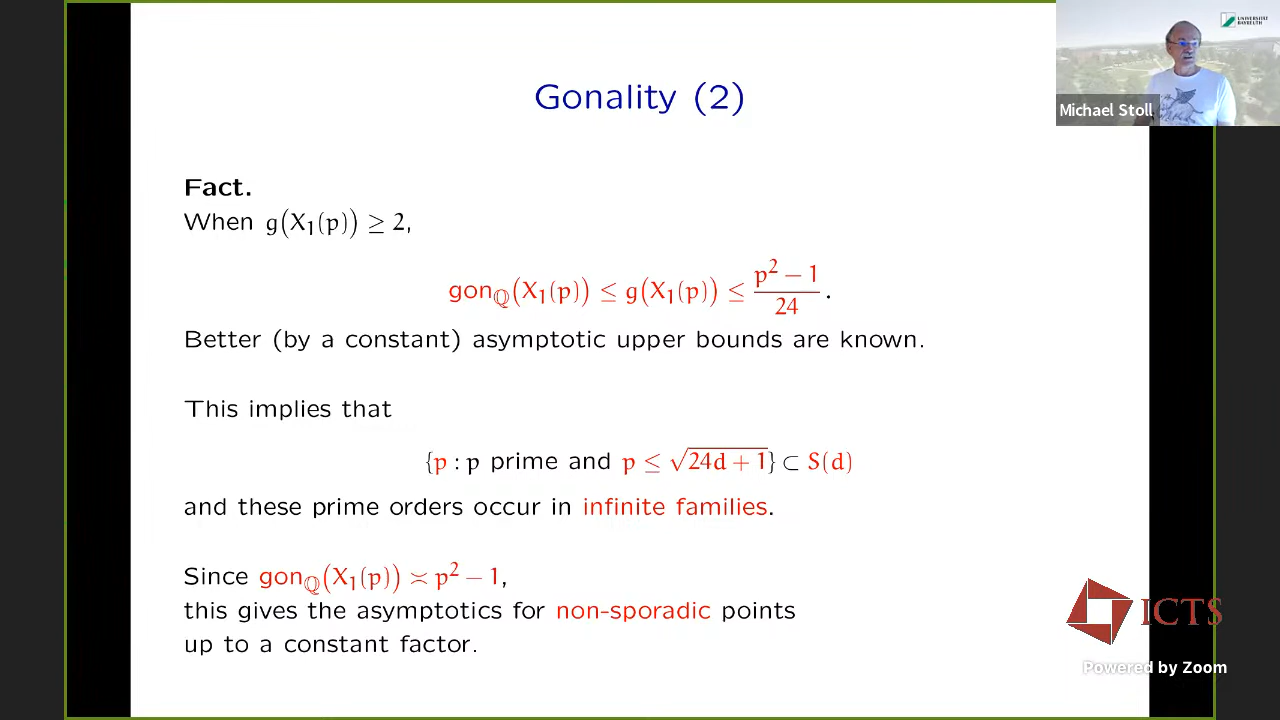 UNIVERSITÄT
BAYREUTH
Michael Stoll
Gonality (2)
Fact.
When g(X₁(p)) ≥ 2,
gon_ℚ(X₁(p)) ≤ g(X₁(p)) ≤ (p² − 1)/24 .
Better (by a constant) asymptotic upper bounds are known.
This implies that
{p : p prime and p ≤ √(24d + 1)} ⊂ S(d)
and these prime orders occur in infinite families.
Since gon_ℚ(X₁(p)) ≍ p² − 1,
this gives the asymptotics for non-sporadic points
up to a constant factor.
ICTS
Powered by Zoom